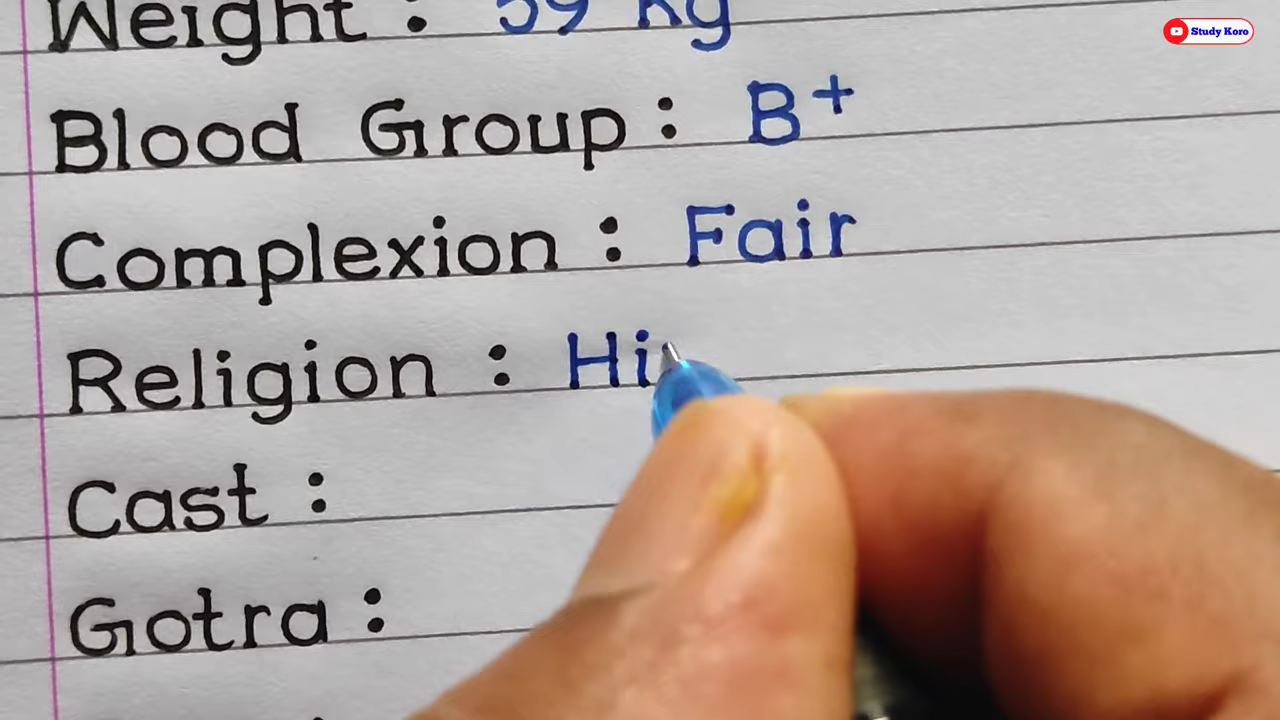 Study Koro
Weight : 59 Kg
Blood Group : B+
Complexion : Fair
Religion : Hi
Cast :
Gotra :